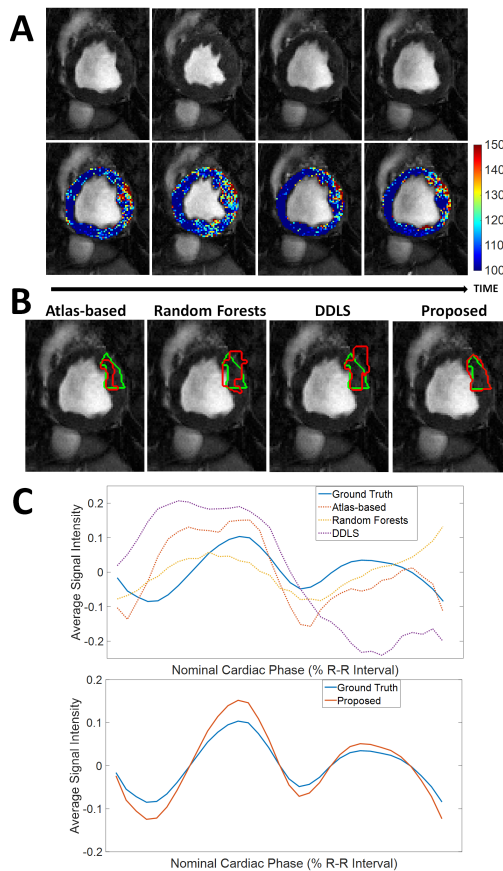 A
150
140
130
120
110
100
TIME
B
Atlas-based Random Forests DDLS Proposed
C
Average Signal Intensity
0.2
0.1
0
-0.1
-0.2
Ground Truth
Atlas-based
Random Forests
DDLS
Nominal Cardiac Phase (% R-R Interval)
Average Signal Intensity
0.2
0.1
0
-0.1
0.2
Ground Truth
Proposed
Nominal Cardiac Phase (% R-R Interval)